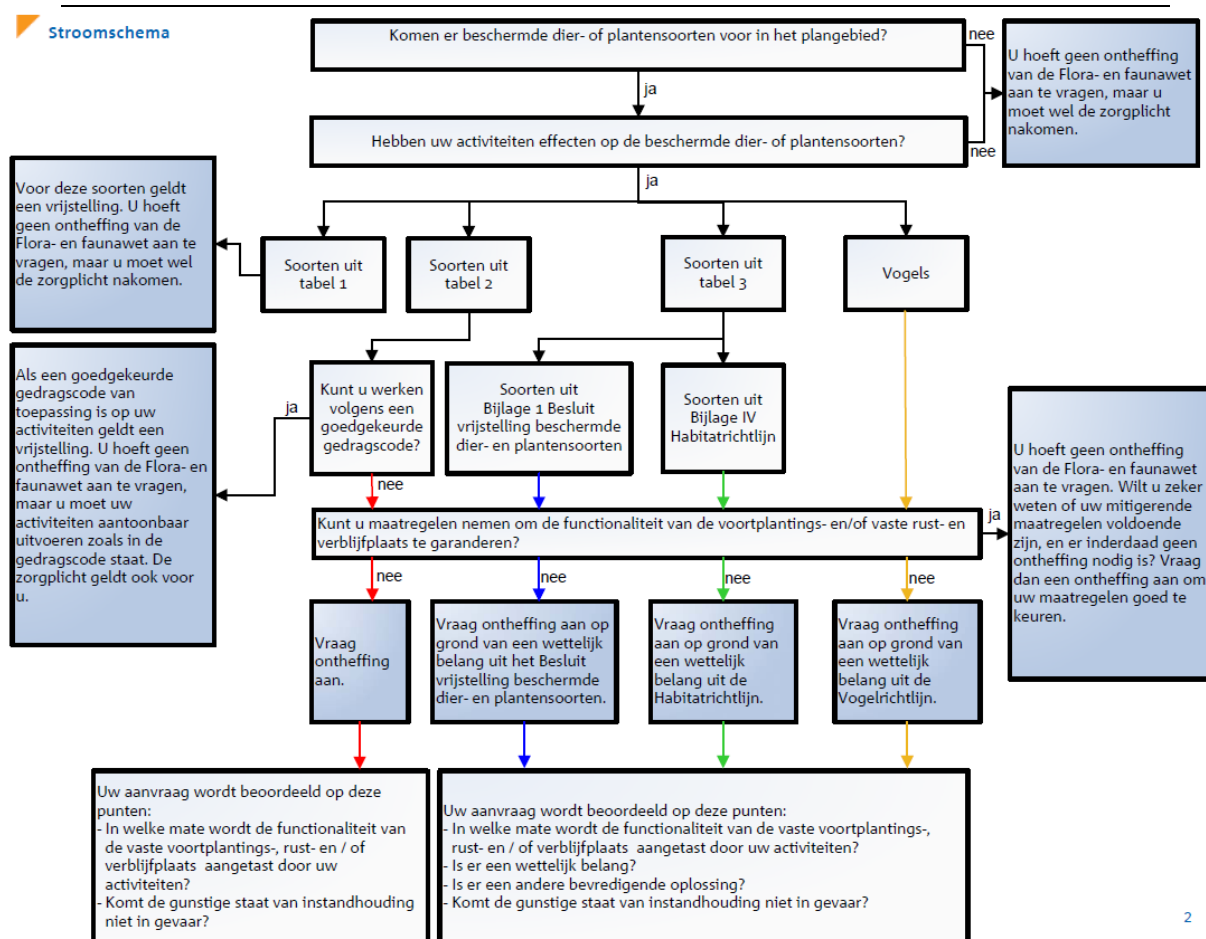 Stroomschema
Komen er beschermde dier- of plantensoorten voor in het plangebied?
nee
U hoeft geen ontheffing
van de Flora- en faunawet
aan te vragen, maar u
moet wel de zorgplicht
nakomen.
ja
Hebben uw activiteiten effecten op de beschermde dier- of plantensoorten?
nee
ja
Voor deze soorten geldt
een vrijstelling. U hoeft
geen ontheffing van de
Flora- en faunawet aan te
vragen, maar u moet wel
de zorgplicht nakomen.
Soorten uit
tabel 1
Soorten uit
tabel 2
Soorten uit
tabel 3
Vogels
Als een goedgekeurde
gedragscode van
toepassing is op uw
activiteiten geldt een
vrijstelling. U hoeft geen
ontheffing van de Flora- en
faunawet aan te vragen,
maar u moet uw
activiteiten aantoonbaar
uitvoeren zoals in de
gedragscode staat. De
zorgplicht geldt ook voor
u.
ja
Kunt u werken
volgens een
goedgekeurde
gedragscode?
Soorten uit
Bijlage 1 Besluit
vrijstelling beschermde
dier- en plantensoorten
Soorten uit
Bijlage IV
Habitatrichtlijn
nee
Kunt u maatregelen nemen om de functionaliteit van de voortplantings- en/of vaste rust- en
verblijfplaats te garanderen?
ja
U hoeft geen ontheffing
van de Flora- en faunawet
aan te vragen. Wilt u zeker
weten of uw mitigerende
maatregelen voldoende
zijn, en er inderdaad geen
ontheffing nodig is? Vraag
dan een ontheffing aan om
uw maatregelen goed te
keuren.
nee
nee
nee
nee
Vraag
ontheffing
aan.
Vraag ontheffing aan op
grond van een wettelijk
belang uit het Besluit
vrijstelling beschermde
dier- en plantensoorten.
Vraag ontheffing
aan op grond van
een wettelijk
belang uit de
Habitatrichtlijn.
Vraag ontheffing
aan op grond van
een wettelijk
belang uit de
Vogelrichtlijn.
Uw aanvraag wordt beoordeeld op deze
punten:
- In welke mate wordt de functionaliteit van
de vaste voortplantings-, rust- en / of
verblijfplaats aangetast door uw
activiteiten?
- Komt de gunstige staat van instandhouding
niet in gevaar?
Uw aanvraag wordt beoordeeld op deze punten:
- In welke mate wordt de functionaliteit van de vaste voortplantings-,
rust- en / of verblijfplaats aangetast door uw activiteiten?
- Is er een wettelijk belang?
- Is er een andere bevredigende oplossing?
- Komt de gunstige staat van instandhouding niet in gevaar?
2